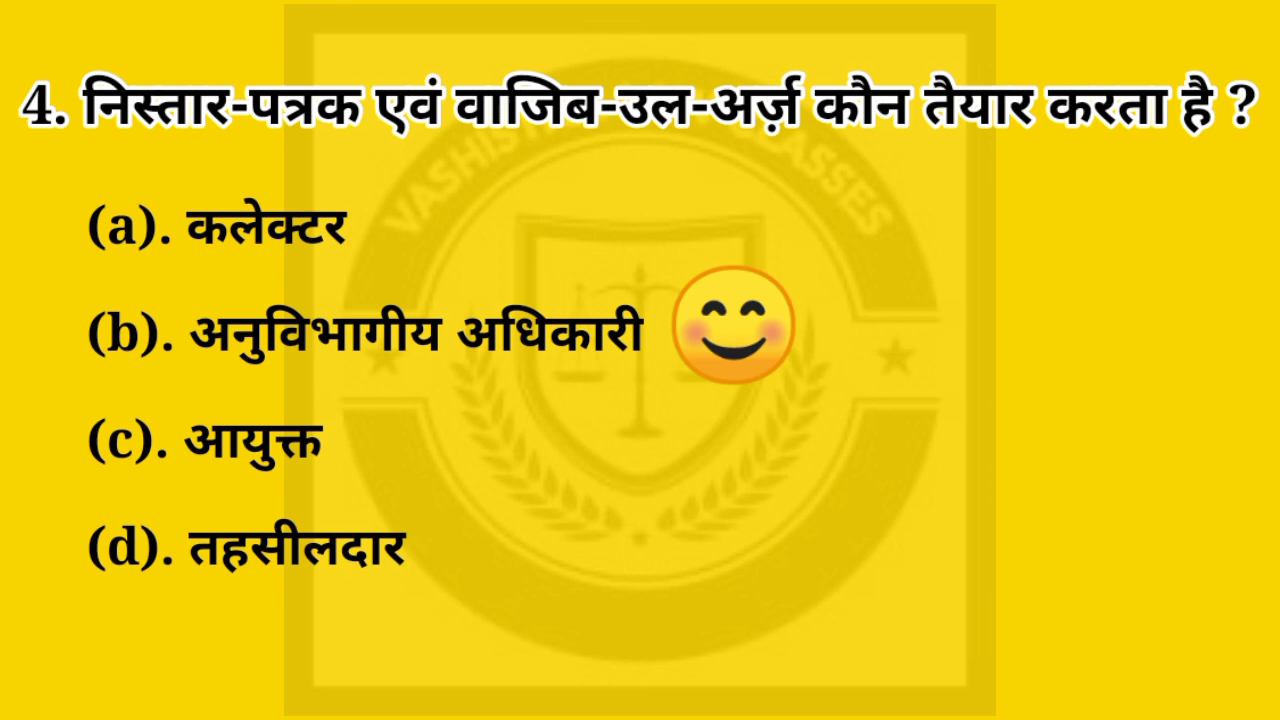 4. निस्तार-पत्रक एवं वाजिब-उल-अर्ज़ कौन तैयार करता है ?
(a). कलेक्टर
(b). अनुविभागीय अधिकारी
(c). आयुक्त
(d). तहसीलदार